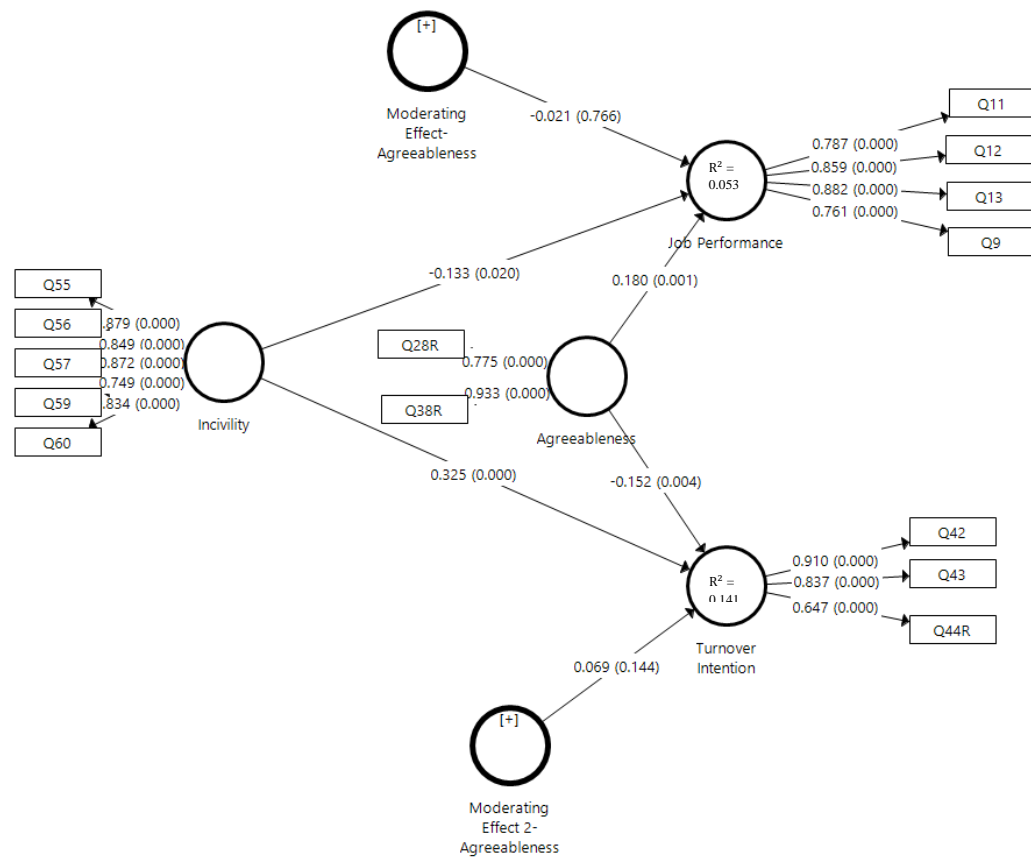 [+]
Moderating
Effect-
Agreeableness
-0.021 (0.766)
Q11
Q12
Q13
Q9
0.787 (0.000)
0.859 (0.000)
0.882 (0.000)
0.761 (0.000)
R² =
0.053
Job Performance
-0.133 (0.020)
0.180 (0.001)
Q55
Q56
Q57
Q59
Q60
.879 (0.000)
0.849 (0.000)
0.872 (0.000)
0.749 (0.000)
.834 (0.000)
Incivility
Q28R
Q38R
0.775 (0.000)
0.933 (0.000)
Agreeableness
0.325 (0.000)
-0.152 (0.004)
R² =
0.141
Turnover
Intention
0.910 (0.000)
0.837 (0.000)
0.647 (0.000)
Q42
Q43
Q44R
0.069 (0.144)
[+]
Moderating
Effect 2-
Agreeableness